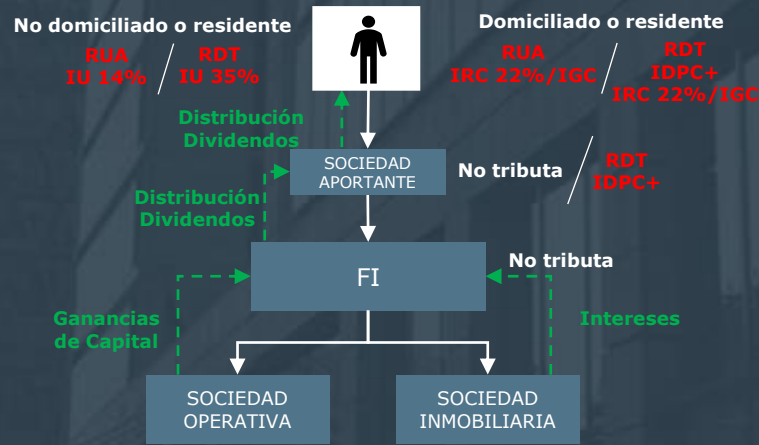 No domiciliado o residente
RUA
IU 14%
/
RDT
IU 35%
Domiciliado o residente
RUA
IRC 22%/IGC
/
RDT
IDPC+
IRC 22%/IGC
Distribución
Dividendos
SOCIEDAD
APORTANTE
No tributa
/
RDT
IDPC+
Distribución
Dividendos
FI
No tributa
Ganancias
de Capital
Intereses
SOCIEDAD
OPERATIVA
SOCIEDAD
INMOBILIARIA